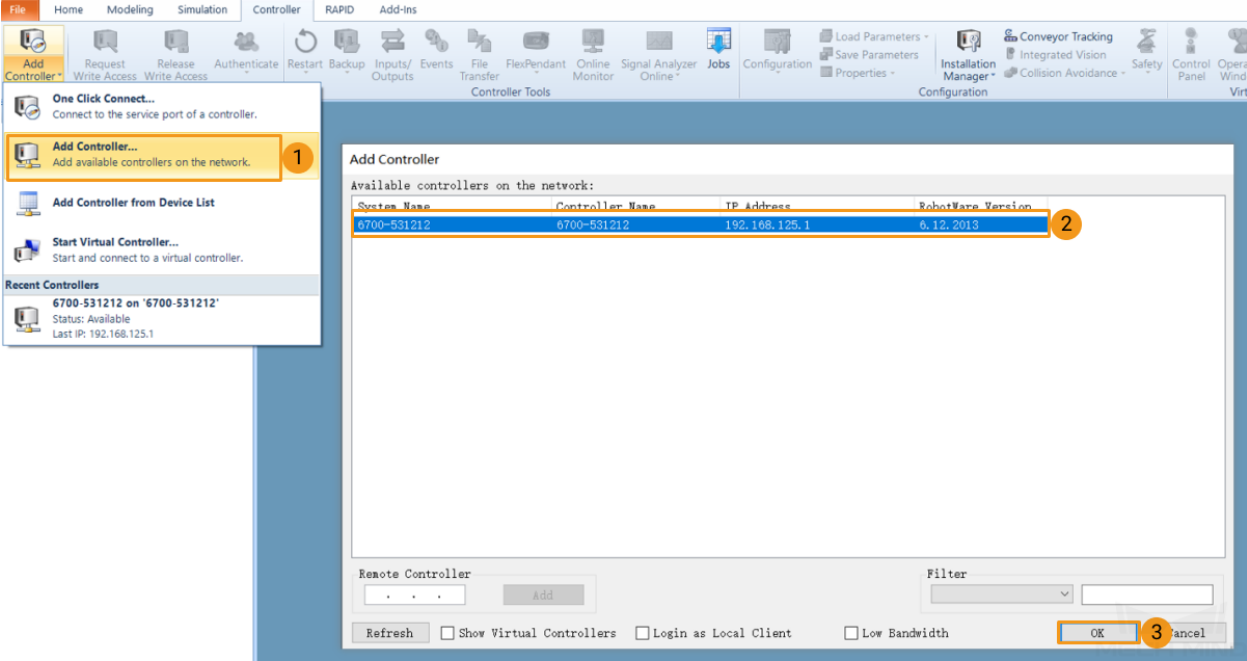 File Home Modeling Simulation Controller RAPID Add-Ins
Add Controller
Request Write Access
Release Write Access
Authenticate
Restart
Backup
Inputs/ Outputs
Events
File Transfer
FlexPendant
Online Monitor
Signal Analyzer Online
Jobs
Configuration
Load Parameters
Save Parameters
Properties
Installation Manager
Conveyor Tracking
Integrated Vision
Collision Avoidance
Safety
Control Panel
Controller Tools
Configuration
One Click Connect...
Connect to the service port of a controller.
Add Controller...
Add available controllers on the network.
1
Add Controller from Device List
Start Virtual Controller...
Start and connect to a virtual controller.
Recent Controllers
6700-531212 on '6700-531212'
Status: Available
Last IP: 192.168.125.1
Add Controller
Available controllers on the network:
System Name Controller Name IP Address RobotWare Version
6700-531212 6700-531212 192.168.125.1 6.12.2013
2
Remote Controller
. . .
Add
Filter
Refresh
Show Virtual Controllers
Login as Local Client
Low Bandwidth
OK
3